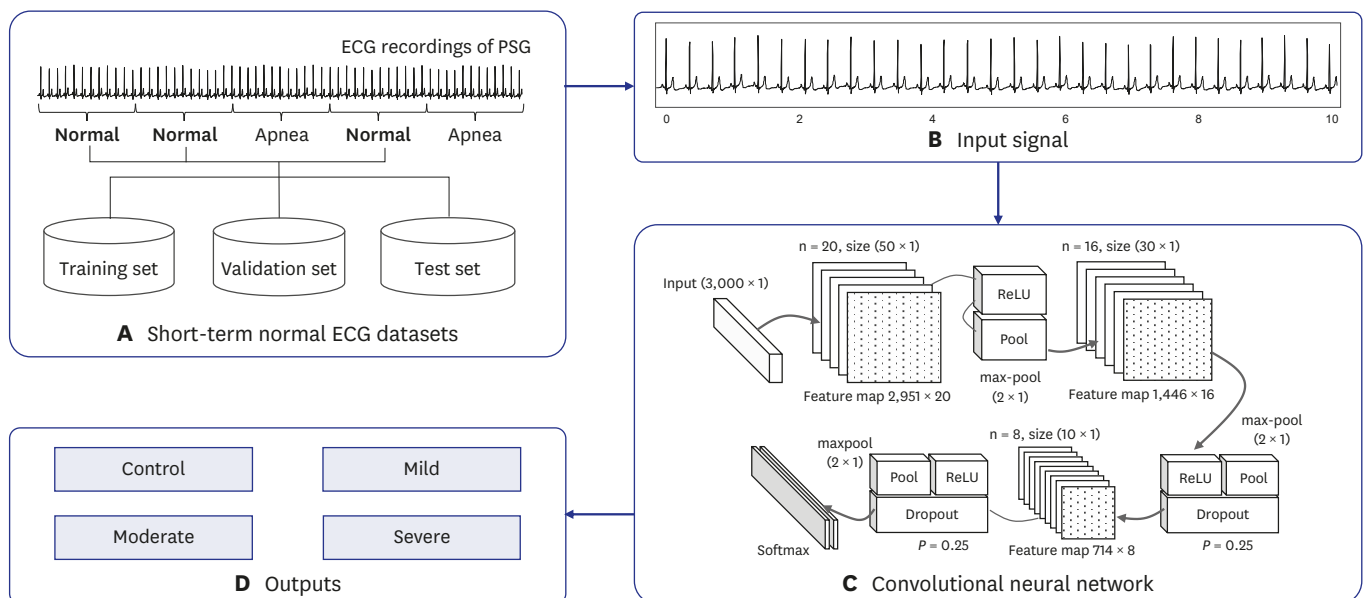 ECG recordings of PSG
Normal Normal Apnea Normal Apnea
Training set Validation set Test set
A Short-term normal ECG datasets
0 2 4 6 8 10
B Input signal
n = 20, size (50 × 1)
n = 16, size (30 × 1)
Input (3,000 × 1)
ReLU
Pool
max-pool
(2 × 1)
Feature map 2,951 × 20
Feature map 1,446 × 16
max-pool
(2 × 1)
ReLU Pool
Dropout
P = 0.25
n = 8, size (10 × 1)
Feature map 714 × 8
maxpool
(2 × 1)
Pool ReLU
Dropout
P = 0.25
Softmax
C Convolutional neural network
Control Mild
Moderate Severe
D Outputs